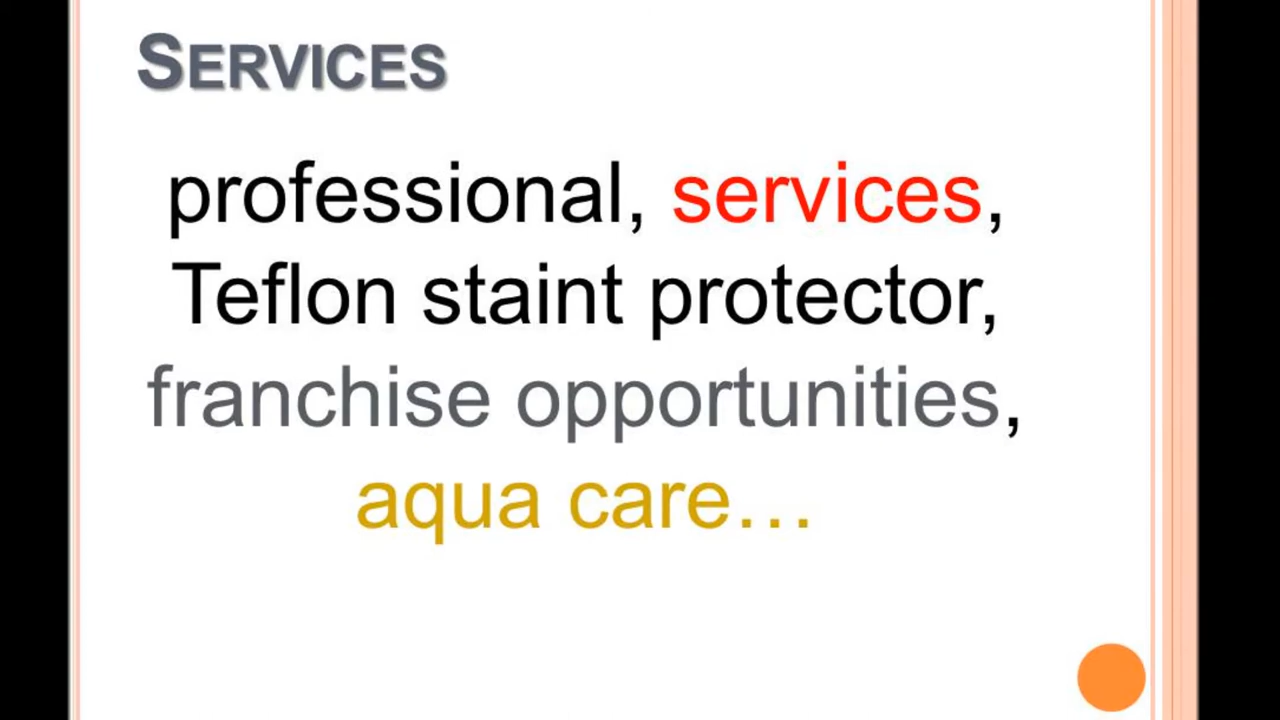 SERVICES
professional, services,
Teflon staint protector,
franchise opportunities,
aqua care…